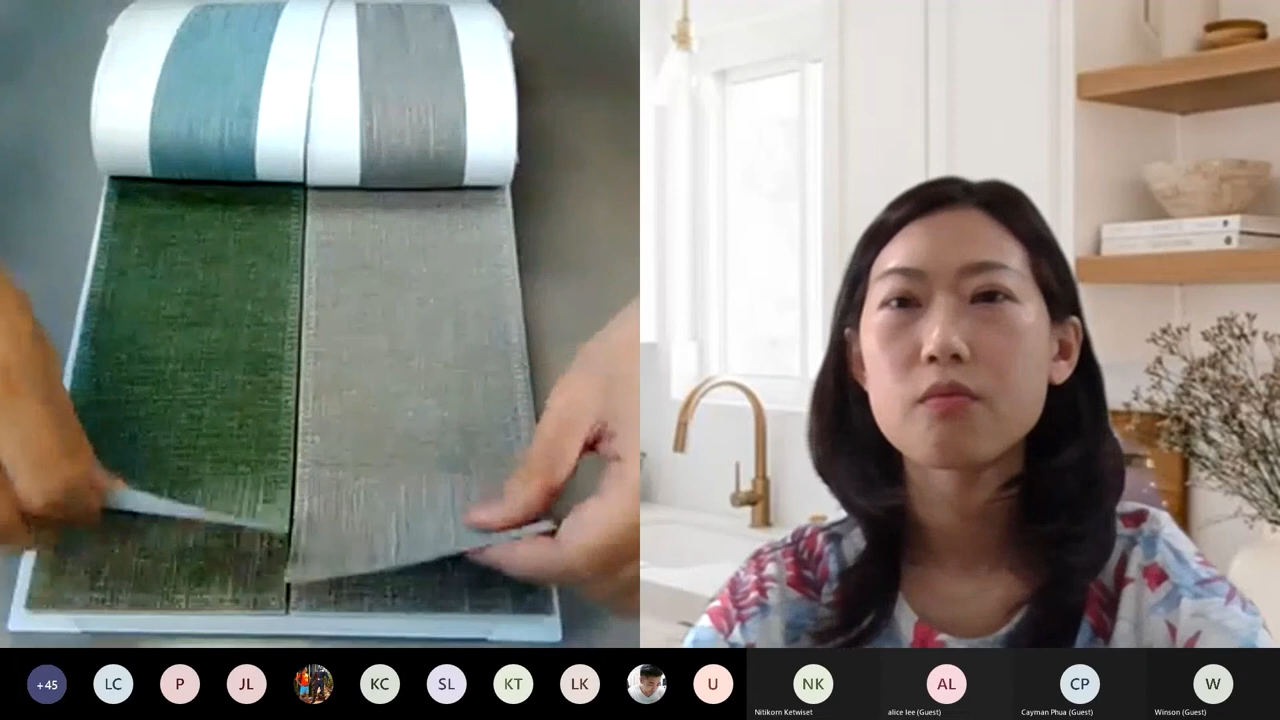 +45
LC
P
JL
KC
SL
KT
LK
U
NK
AL
CP
W
Nitikorn Ketwiset
alice lee (Guest)
Cayman Phua (Guest)
Winson (Guest)